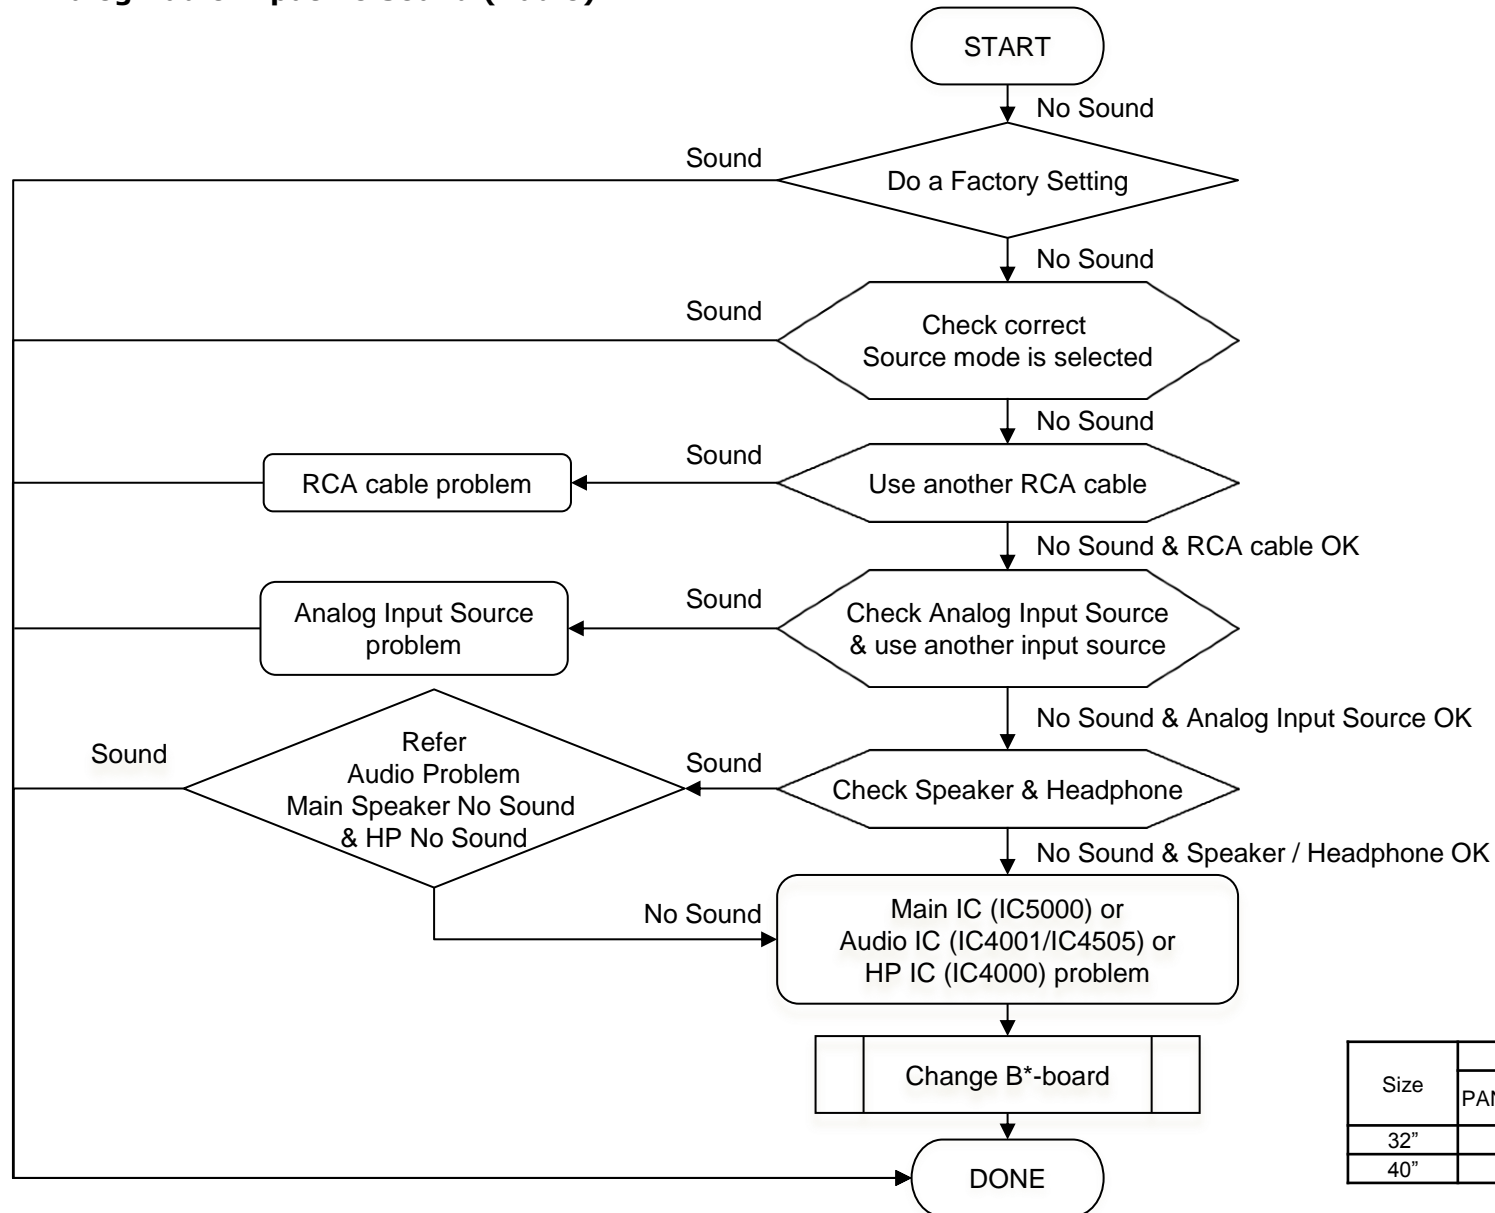 START
No Sound
Sound
Do a Factory Setting
No Sound
Sound
Check correct
Source mode is selected
No Sound
Sound
RCA cable problem
Use another RCA cable
No Sound & RCA cable OK
Sound
Analog Input Source
problem
Check Analog Input Source
& use another input source
No Sound & Analog Input Source OK
Sound
Refer
Audio Problem
Main Speaker No Sound
& HP No Sound
Sound
Check Speaker & Headphone
No Sound & Speaker / Headphone OK
No Sound
Main IC (IC5000) or
Audio IC (IC4001/IC4505) or
HP IC (IC4000) problem
Change B*-board
DONE
Size
32”
40”